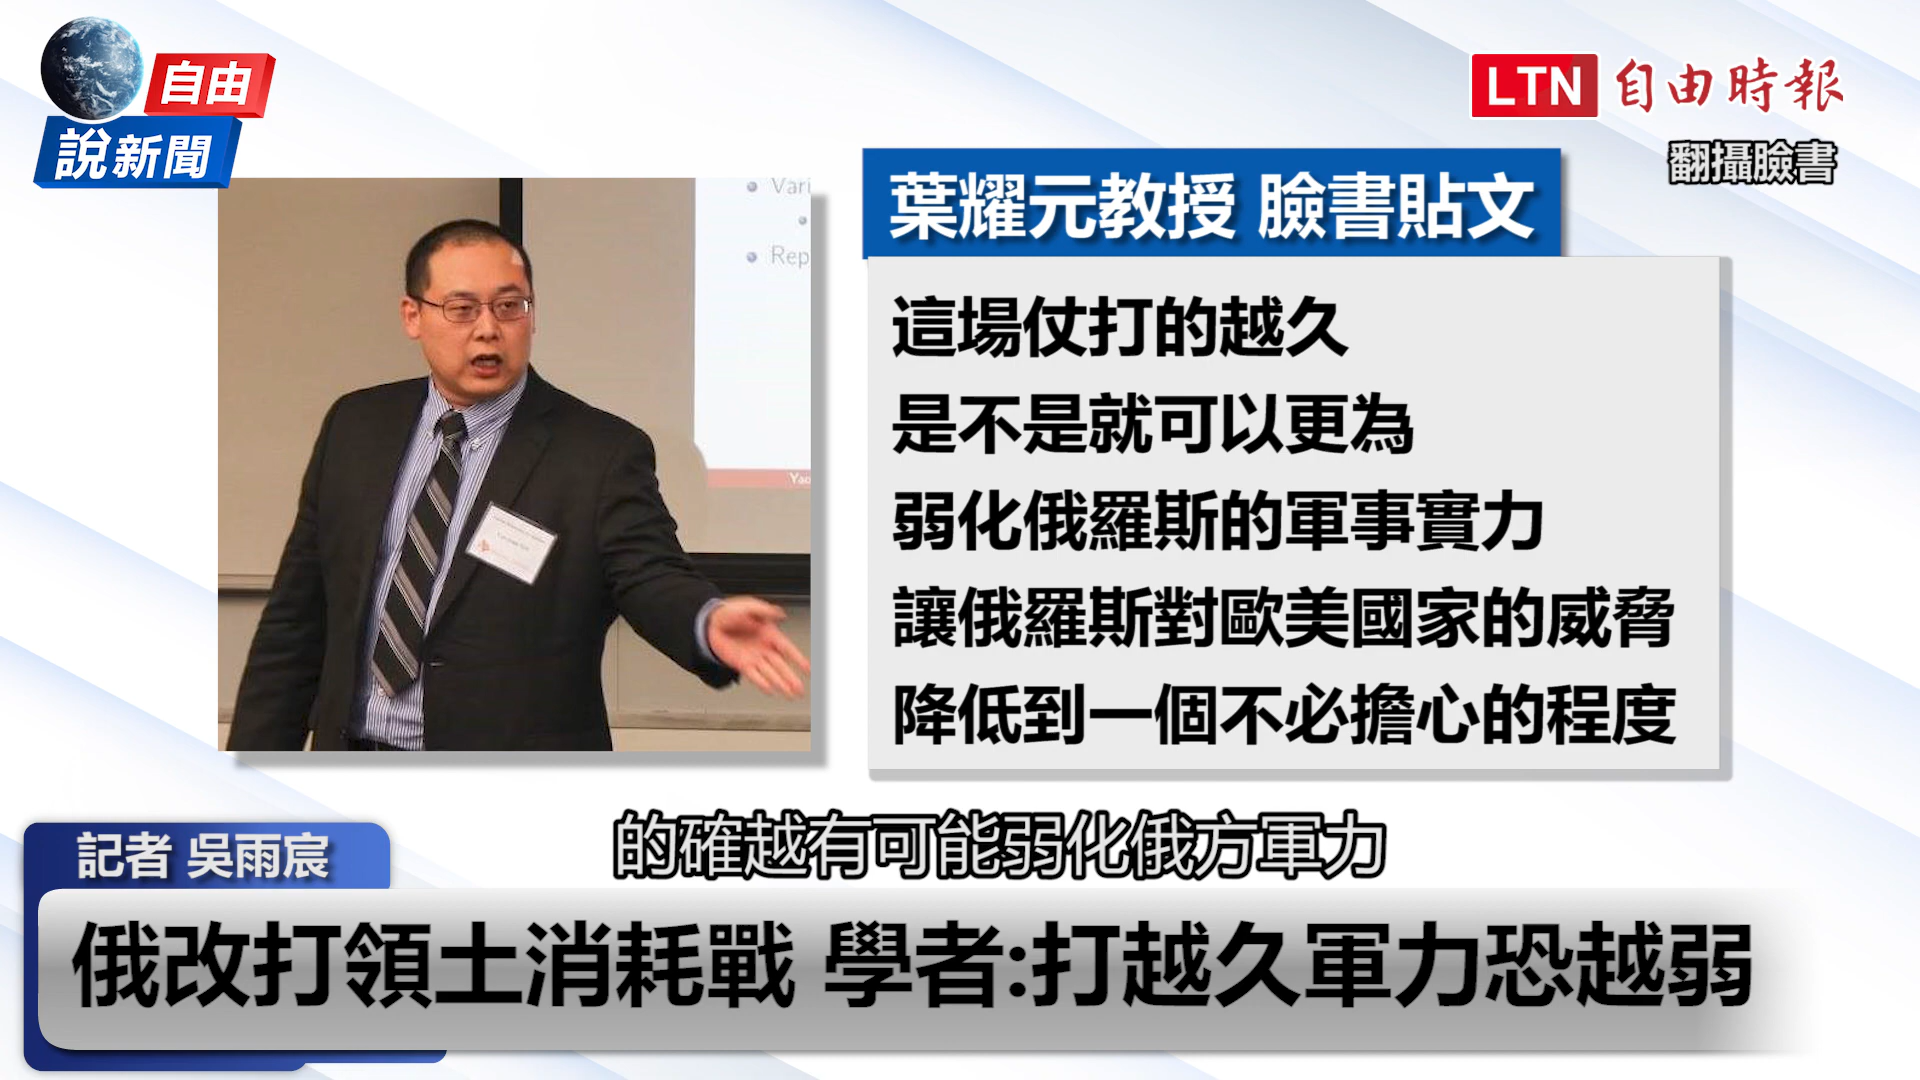 自由
說新聞
LTN 自由時報
翻攝臉書
Vari
Rep
Yao
葉耀元教授 臉書貼文
這場仗打的越久
是不是就可以更為
弱化俄羅斯的軍事實力
讓俄羅斯對歐美國家的威脅
降低到一個不必擔心的程度
的確越有可能弱化俄方軍力
記者 吳雨宸
俄改打領土消耗戰 學者:打越久軍力恐越弱